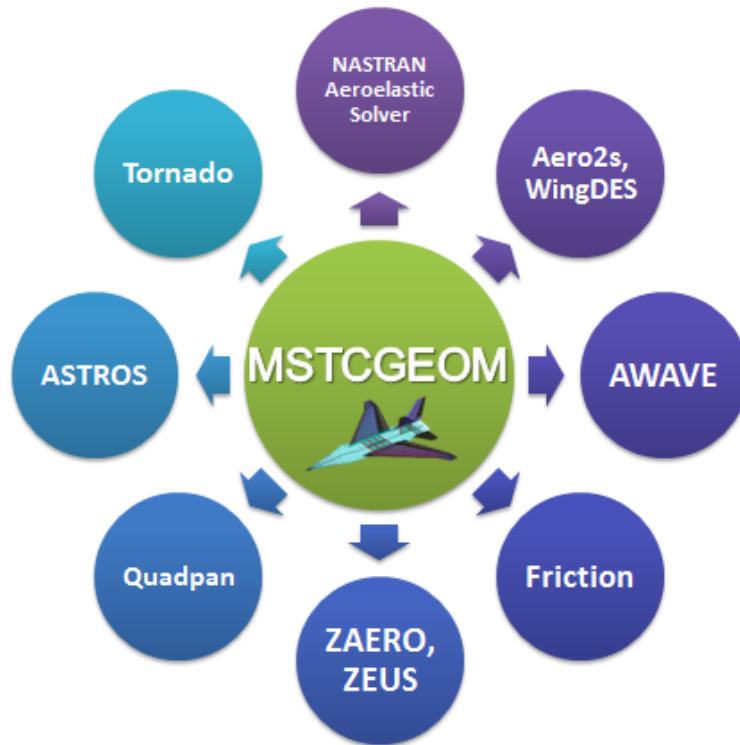 NASTRAN
Aeroelastic
Solver
Tornado
Aero2s,
WingDES
MSTCGEOM
ASTROS
AWAVE
Quadpan
Friction
ZAERO,
ZEUS